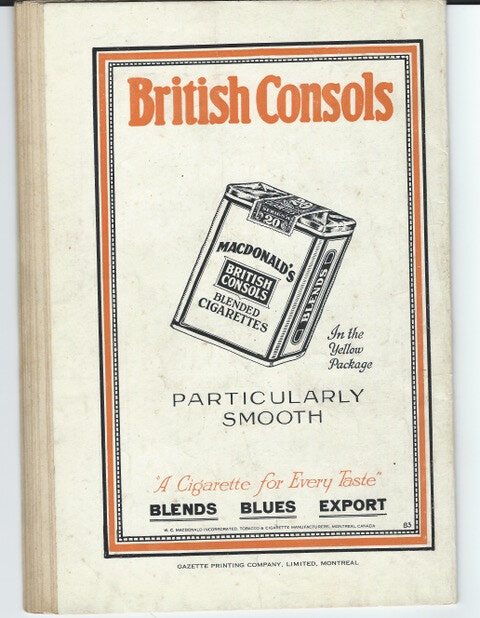 British Consols
20
20
MACDONALD'S
BRITISH
CONSOLS
BLENDED
CIGARETTES
BLENDS
In the
Yellow
Package
PARTICULARLY
SMOOTH
"A Cigarette for Every Taste"
BLENDS BLUES EXPORT
W. C. MACDONALD INCORPORATED, TOBACCO & CIGARETTE MANUFACTURERS, MONTREAL, CANADA
83
GAZETTE PRINTING COMPANY, LIMITED, MONTREAL